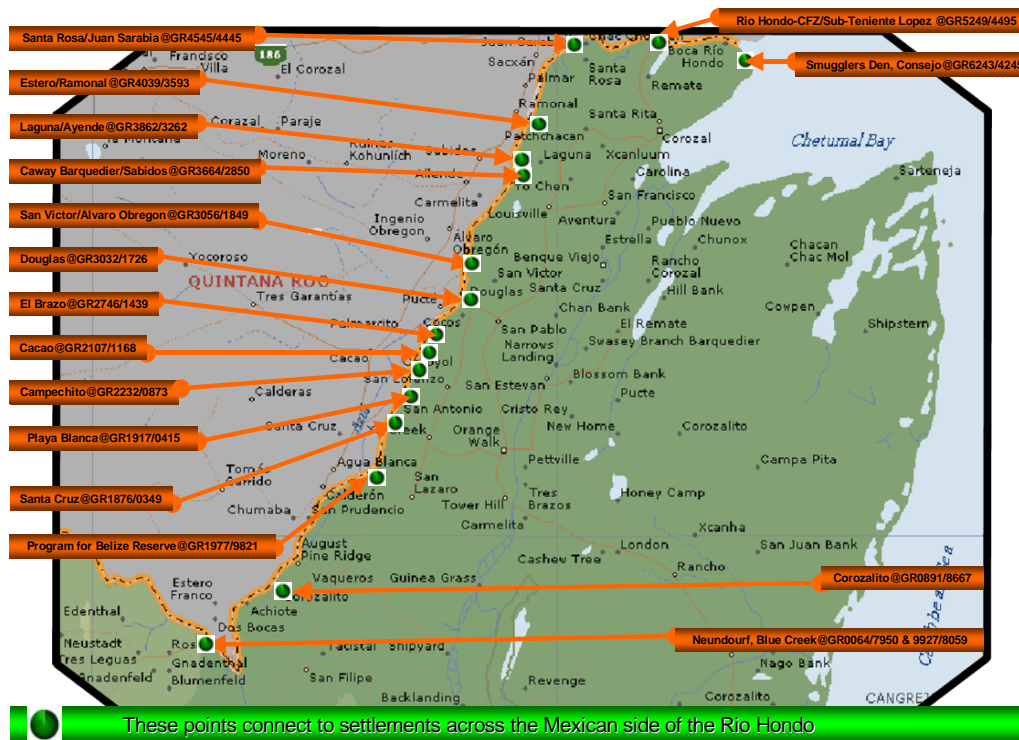 Rio Hondo-CFZ/Sub-Teniente Lopez @GR5249/4495
Santa Rosa/Juan Sarabia@GR4545/4445
Smugglers Den, Consejo@GR6243/4245
Estero/Ramonal@GR4039/3593
Laguna/Ayende@GR3862/3262
Caway Barquedier/Sabidos@GR3664/2850
San Victor/Alvaro Obregon@GR3056/1849
Douglas@GR3032/1726
El Brazo@GR2746/1439
Cacao@GR2107/1168
Campechito@GR2232/0873
Playa Blanca@GR1917/0415
Santa Cruz@GR1876/0349
Program for Belize Reserve@GR1977/9821
Corozalito@GR0891/8667
Neundourf, Blue Creek@GR0064/7950 & 9927/8059
186
Francisco
Villa
El Corozal
Sacxán
Palmar
Santa
Rosa
Boca Río
Hondo
Remate
Ramonal
Santa Rita
Corozal
Paraje
Patchchacan
Corozal
Chetumal Bay
Moreno
Ruinas
Kohunlích
Sabidos
Laguna
Xcanluum
Allende
Yo Chen
Carolina
Sarteneja
Carmelita
San Francisco
Louisville
Ingenio
Obregon
Aventura
Pueblo Nuevo
Álvaro
Obregón
Estrella
Chunox
Chacan
Chac Mol
Yocoroso
Benque Viejo
Rancho
Corozal
San Victor
QUINTANA ROO
Tres Garantías
Pucte
Douglas
Santa Cruz
Hill Bank
Chan Bank
Cowpen
Palmarcito
Cocos
San Pablo
El Remate
Shipstern
Narrows
Landing
Swasey Branch Barquedier
Cacao
San Lorenzo
Blossom Bank
Calderas
San Estevan
Pucte
San Antonio
Cristo Rey
Santa Cruz
Orange
Walk
New Home
Corozalito
Agua Blanca
Pettville
Campa Pita
Tomás
Garrido
San
Lazaro
Calderón
Tres
Brazos
Honey Camp
Chumaba
San Prudencio
Tower Hill
Carmelita
Xcanha
August
Pine Ridge
London
San Juan Bank
Cashew Tree
Rancho
Vaqueros
Guinea Grass
Estero
Franco
Corozalito
Edenthal
Achiote
Dos Bocas
Neustadt
Shipyard
Tres Leguas
Gnadenthal
Nago Bank
Gnadenfeld
Blumenfeld
San Filipe
Revenge
Backlanding
Corozalito
These points connect to settlements across the Mexican side of the Rio Hondo